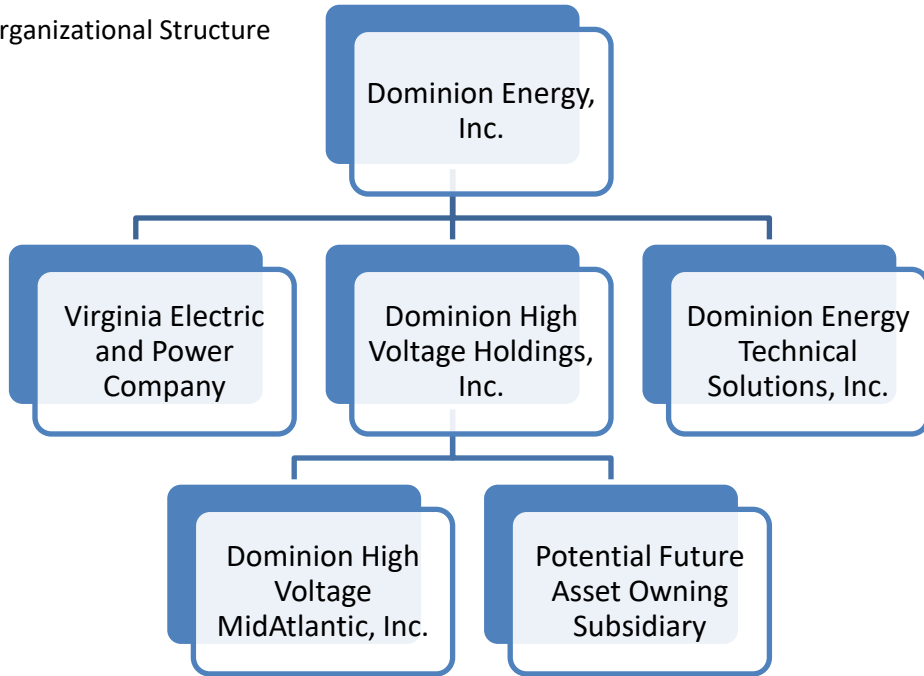 rganizational Structure
Dominion Energy,
Inc.
Virginia Electric
and Power
Company
Dominion High
Voltage Holdings,
Inc.
Dominion Energy
Technical
Solutions, Inc.
Dominion High
Voltage
MidAtlantic, Inc.
Potential Future
Asset Owning
Subsidiary